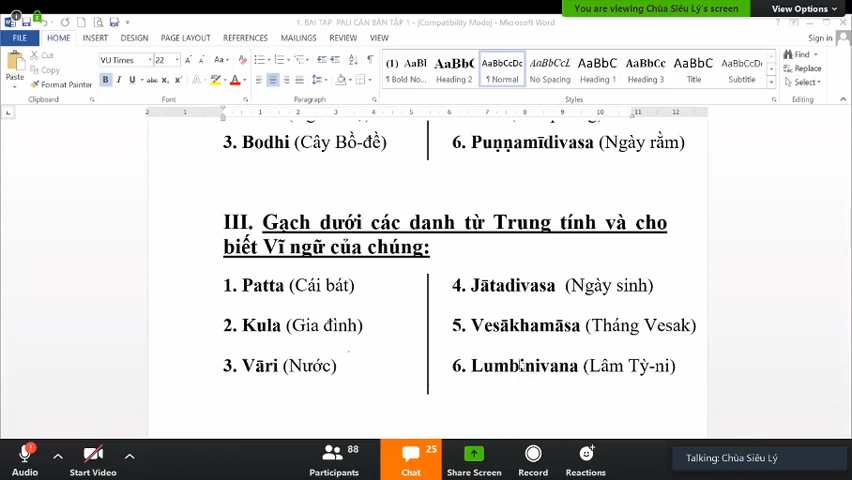 You are viewing Chùa Siêu Lý's screen
View Options
1. BAI TAP PALI CĂN BẢN TẬP 1 - [Compatibility Mode] - Microsoft Word
FILE HOME INSERT DESIGN PAGE LAYOUT REFERENCES MAILINGS REVIEW VIEW
Sign in
Paste
Cut
Copy
Format Painter
Clipboard
VU Times 22
Font
Paragraph
(1) AaBl AaBbC AaBbCcDc AaBbCcDc AaBbC AaBbCc AaBbC AaBbCcD
¶ Bold No... Heading 2 ¶ Normal No Spacing Heading 1 Heading 3 Title Subtitle
Styles
Find
Replace
Select
Editing
3. Bodhi (Cây Bồ-đề)
6. Puṇṇamīdivasa (Ngày rằm)
III. Gạch dưới các danh từ Trung tính và cho
biết Vĩ ngữ của chúng:
1. Patta (Cái bát)
2. Kula (Gia đình)
3. Vāri (Nước)
4. Jātadivasa (Ngày sinh)
5. Vesākhamāsa (Tháng Vesak)
6. Lumbinivana (Lâm Tỳ-ni)
Audio
Start Video
88
Participants
25
Chat
Share Screen
Record
Reactions
Talking: Chùa Siêu Lý